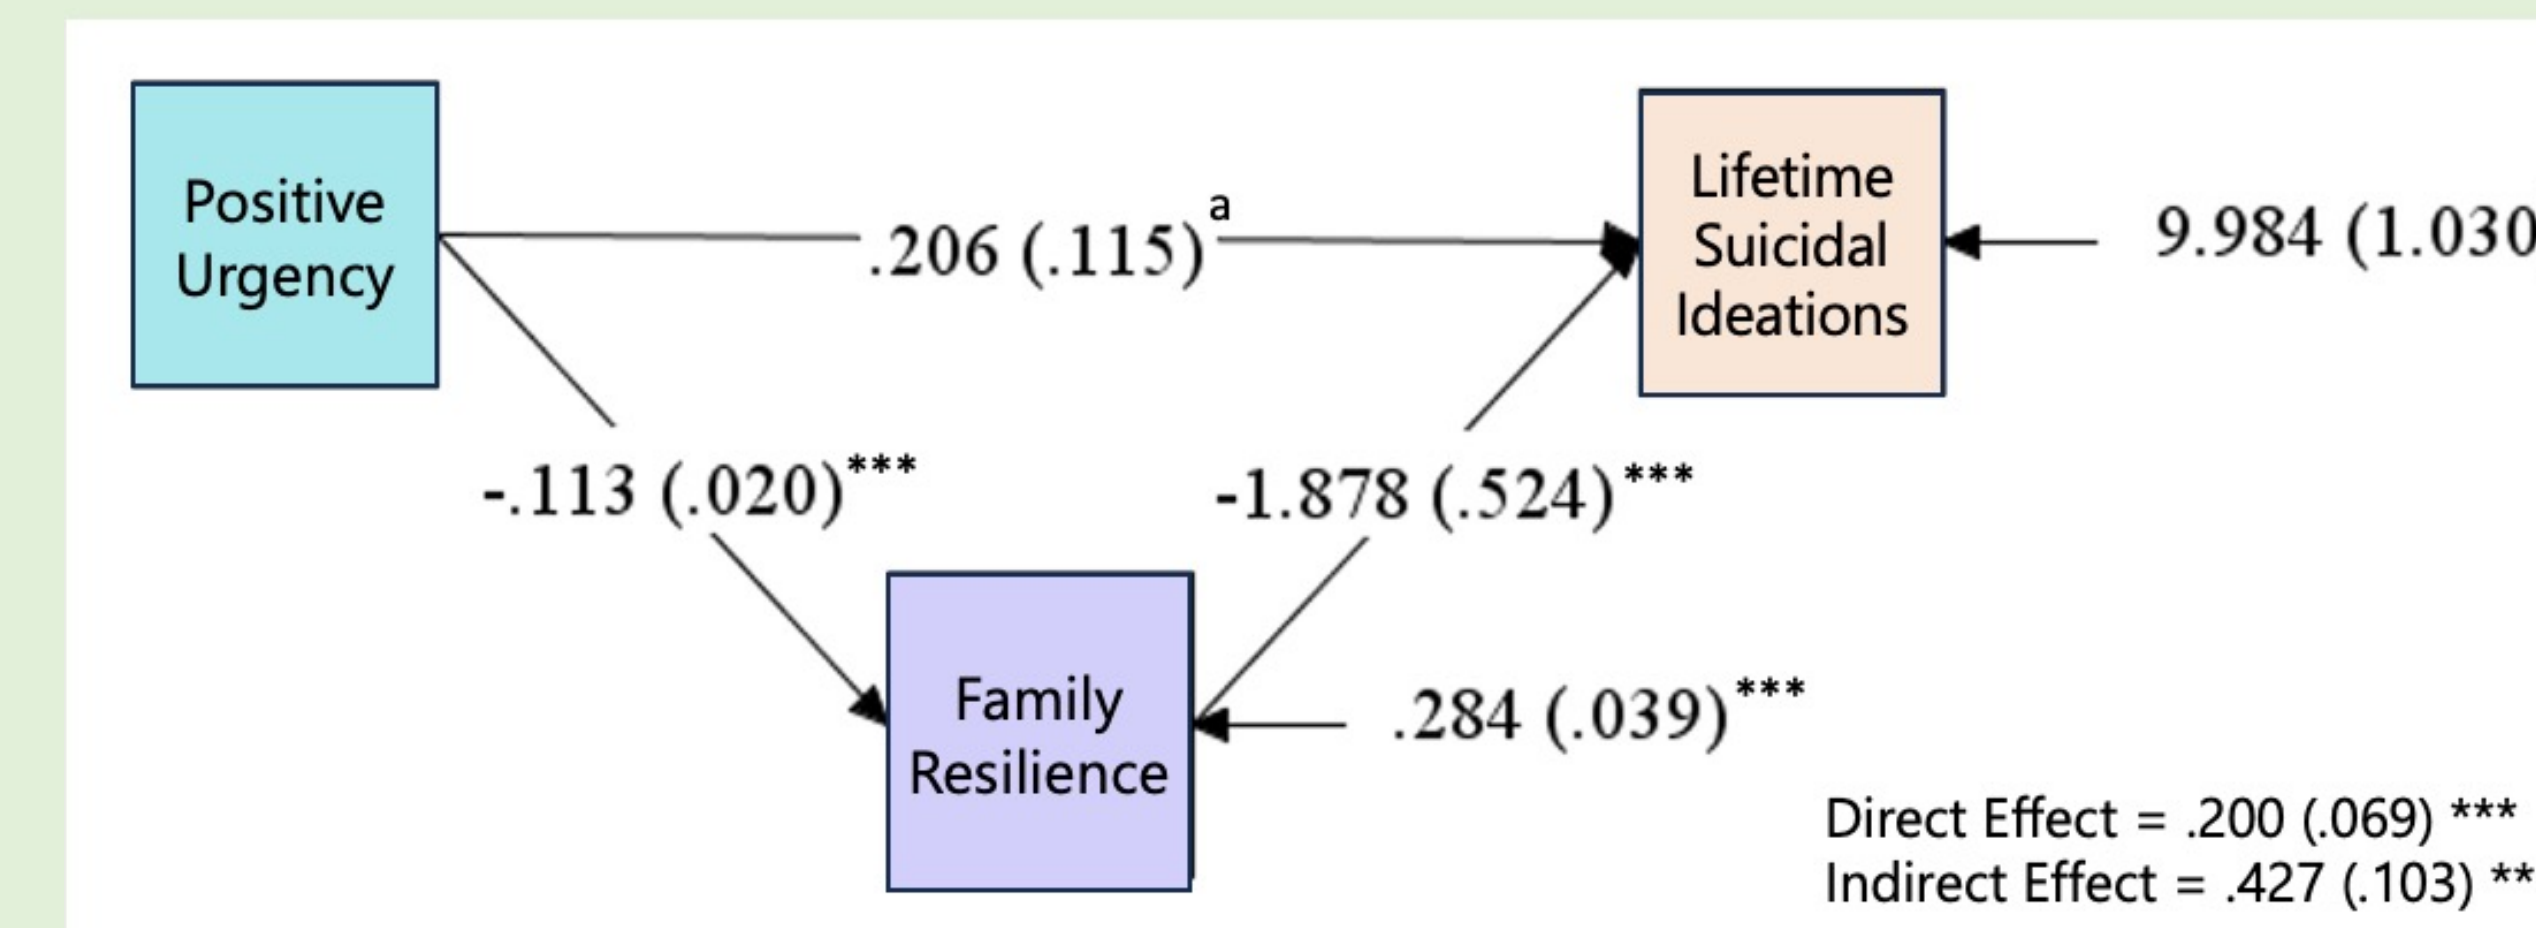 Positive
Urgency
.206 (.115)a
Lifetime
Suicidal
Ideations
9.984 (1.030
-.113 (.020)***
-1.878 (.524)***
Family
Resilience
.284 (.039)***
Direct Effect = .200 (.069) ***
Indirect Effect = .427 (.103) **